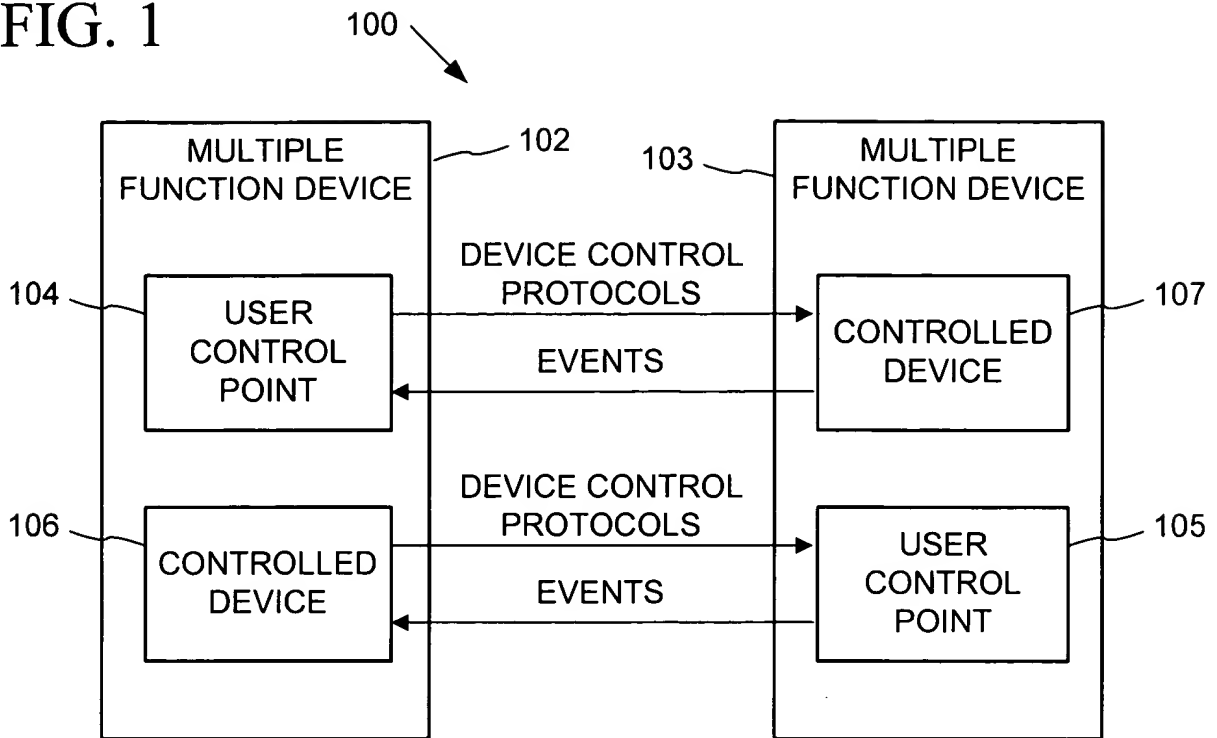 FIG. 1
100
MULTIPLE
FUNCTION DEVICE
102
103
MULTIPLE
FUNCTION DEVICE
DEVICE CONTROL
PROTOCOLS
104
USER
CONTROL
POINT
EVENTS
107
CONTROLLED
DEVICE
DEVICE CONTROL
PROTOCOLS
106
CONTROLLED
DEVICE
EVENTS
105
USER
CONTROL
POINT